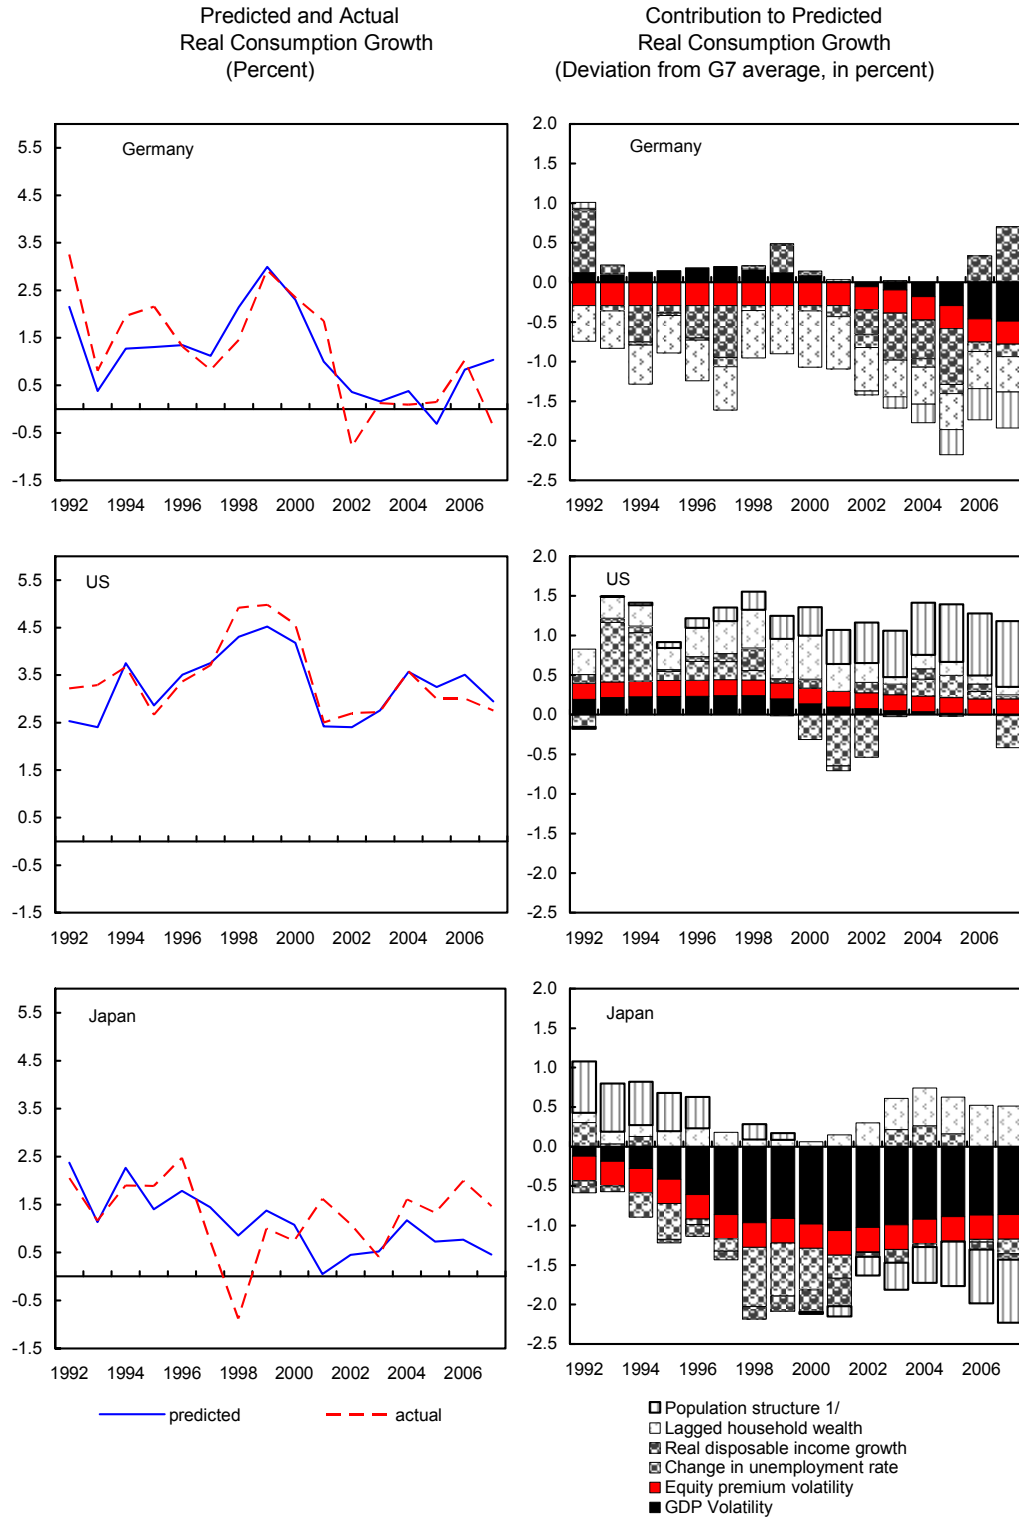 Predicted and Actual
Real Consumption Growth
(Percent)
Contribution to Predicted
Real Consumption Growth
(Deviation from G7 average, in percent)
Germany
5.5
4.5
3.5
2.5
1.5
0.5
-0.5
-1.5
1992 1994 1996 1998 2000 2002 2004 2006
Germany
2.0
1.5
1.0
0.5
0.0
-0.5
-1.0
-1.5
-2.0
-2.5
1992 1994 1996 1998 2000 2002 2004 2006
US
5.5
4.5
3.5
2.5
1.5
0.5
-0.5
-1.5
1992 1994 1996 1998 2000 2002 2004 2006
US
2.0
1.5
1.0
0.5
0.0
-0.5
-1.0
-1.5
-2.0
-2.5
1992 1994 1996 1998 2000 2002 2004 2006
Japan
5.5
4.5
3.5
2.5
1.5
0.5
-0.5
-1.5
1992 1994 1996 1998 2000 2002 2004 2006
predicted actual
Japan
2.0
1.5
1.0
0.5
0.0
-0.5
-1.0
-1.5
-2.0
-2.5
1992 1994 1996 1998 2000 2002 2004 2006
Population structure 1/
Lagged household wealth
Real disposable income growth
Change in unemployment rate
Equity premium volatility
GDP Volatility